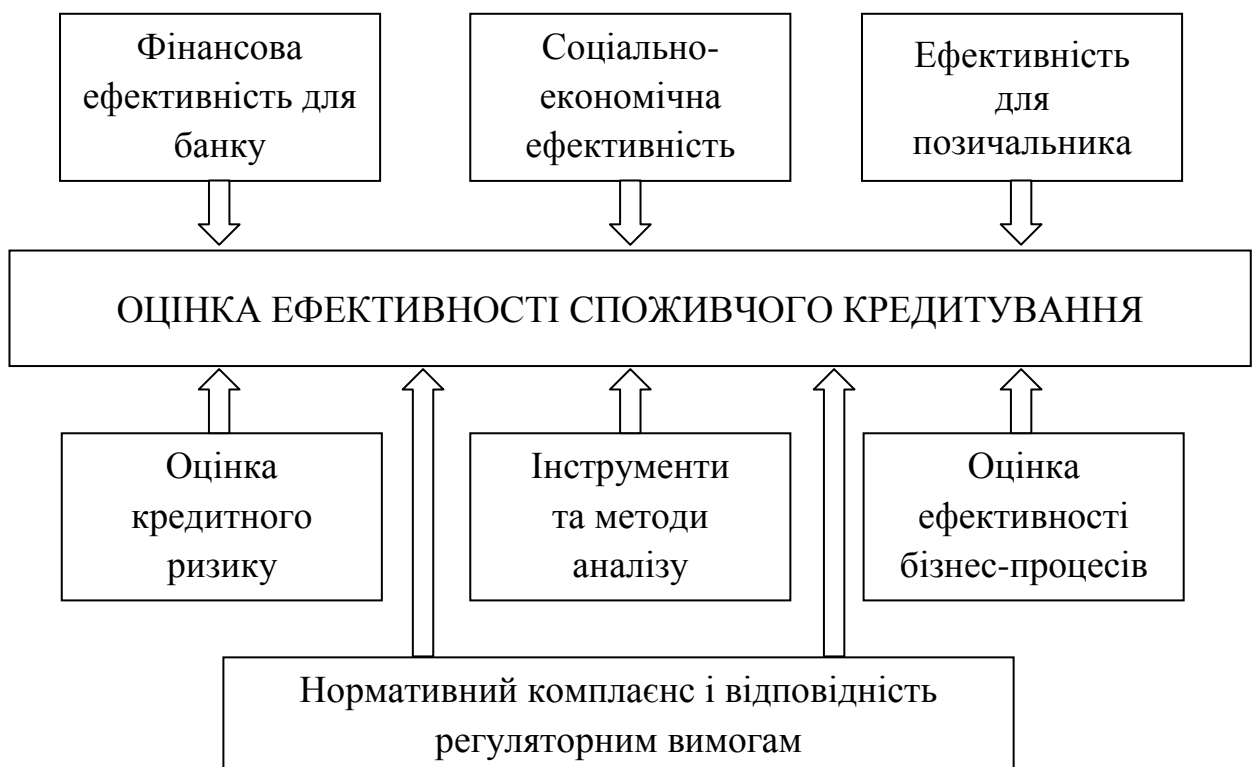 Фінансова
ефективність для
банку
Соціально-
економічна
ефективність
Ефективність
для
позичальника
ОЦІНКА ЕФЕКТИВНОСТІ СПОЖИВЧОГО КРЕДИТУВАННЯ
Оцінка
кредитного
ризику
Інструменти
та методи
аналізу
Оцінка
ефективності
бізнес-процесів
Нормативний комплаєнс і відповідність
регуляторним вимогам